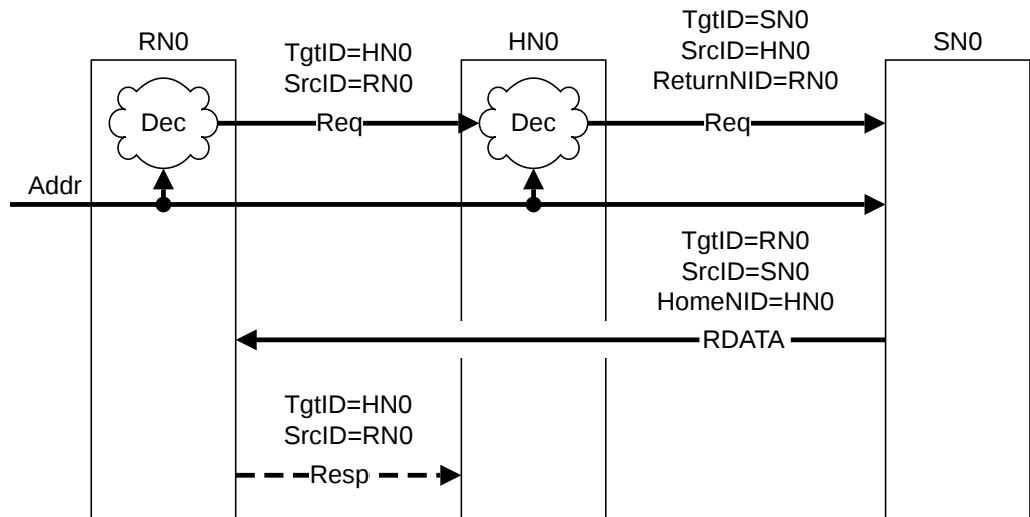 RN0
HN0
SN0
TgtID=HN0
SrcID=RN0
TgtID=SN0
SrcID=HN0
ReturnNID=RN0
Dec
Req
Dec
Req
Addr
TgtID=RN0
SrcID=SN0
HomeNID=HN0
RDATA
TgtID=HN0
SrcID=RN0
Resp